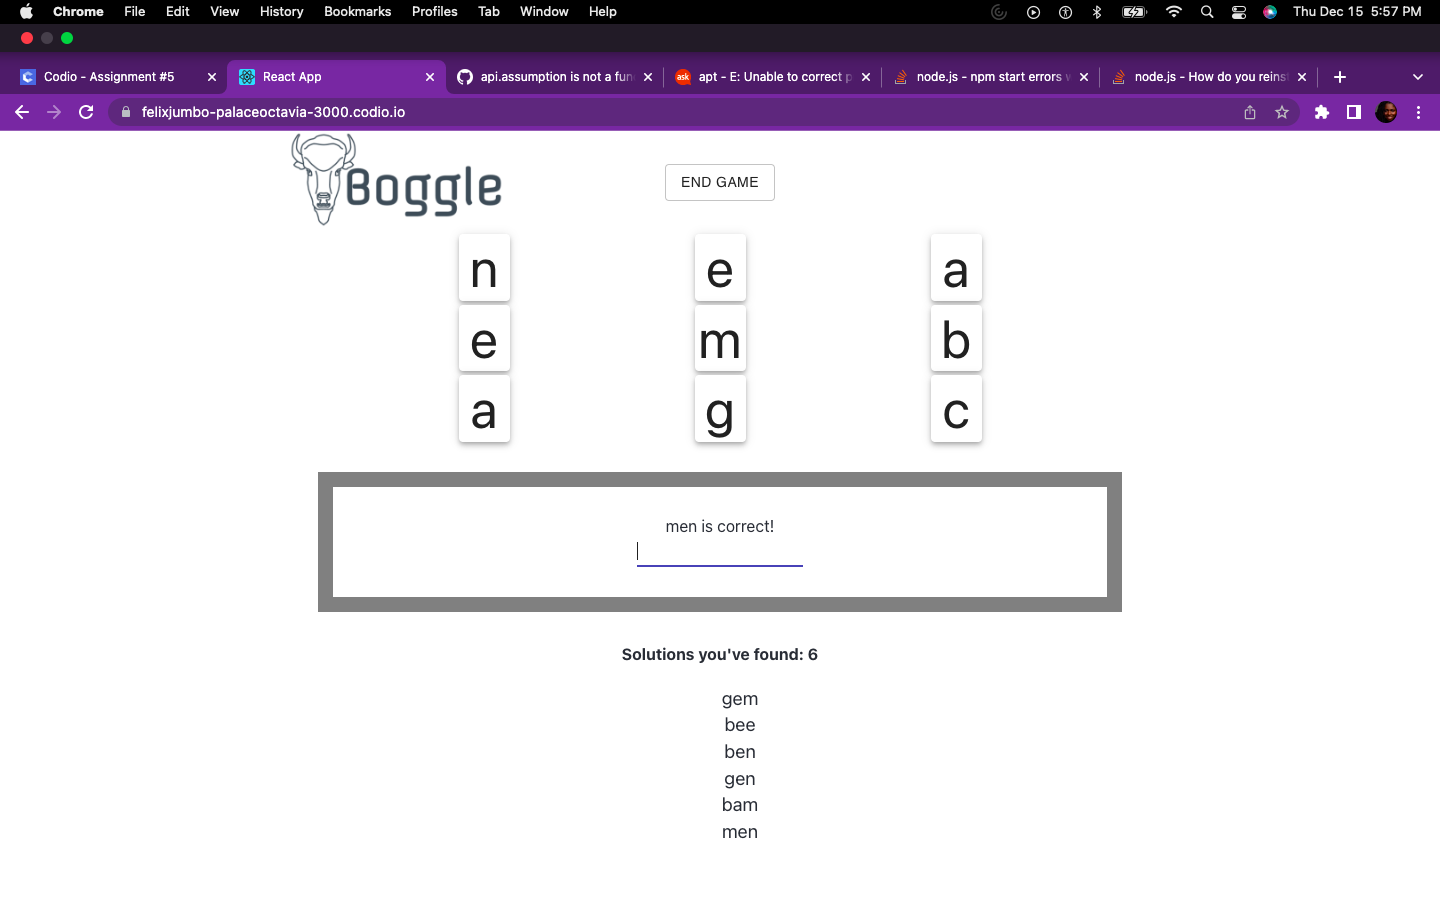 Chrome File Edit View History Bookmarks Profiles Tab Window Help Thu Dec 15 5:57 PM
Codio - Assignment #5 React App api.assumption is not a fun ask apt - E: Unable to correct p node.js - npm start errors w node.js - How do you reinst
felixjumbo-palaceoctavia-3000.codio.io
Boggle END GAME
n e a
e m b
a g c
men is correct!
Solutions you've found: 6
gem
bee
ben
gen
bam
men